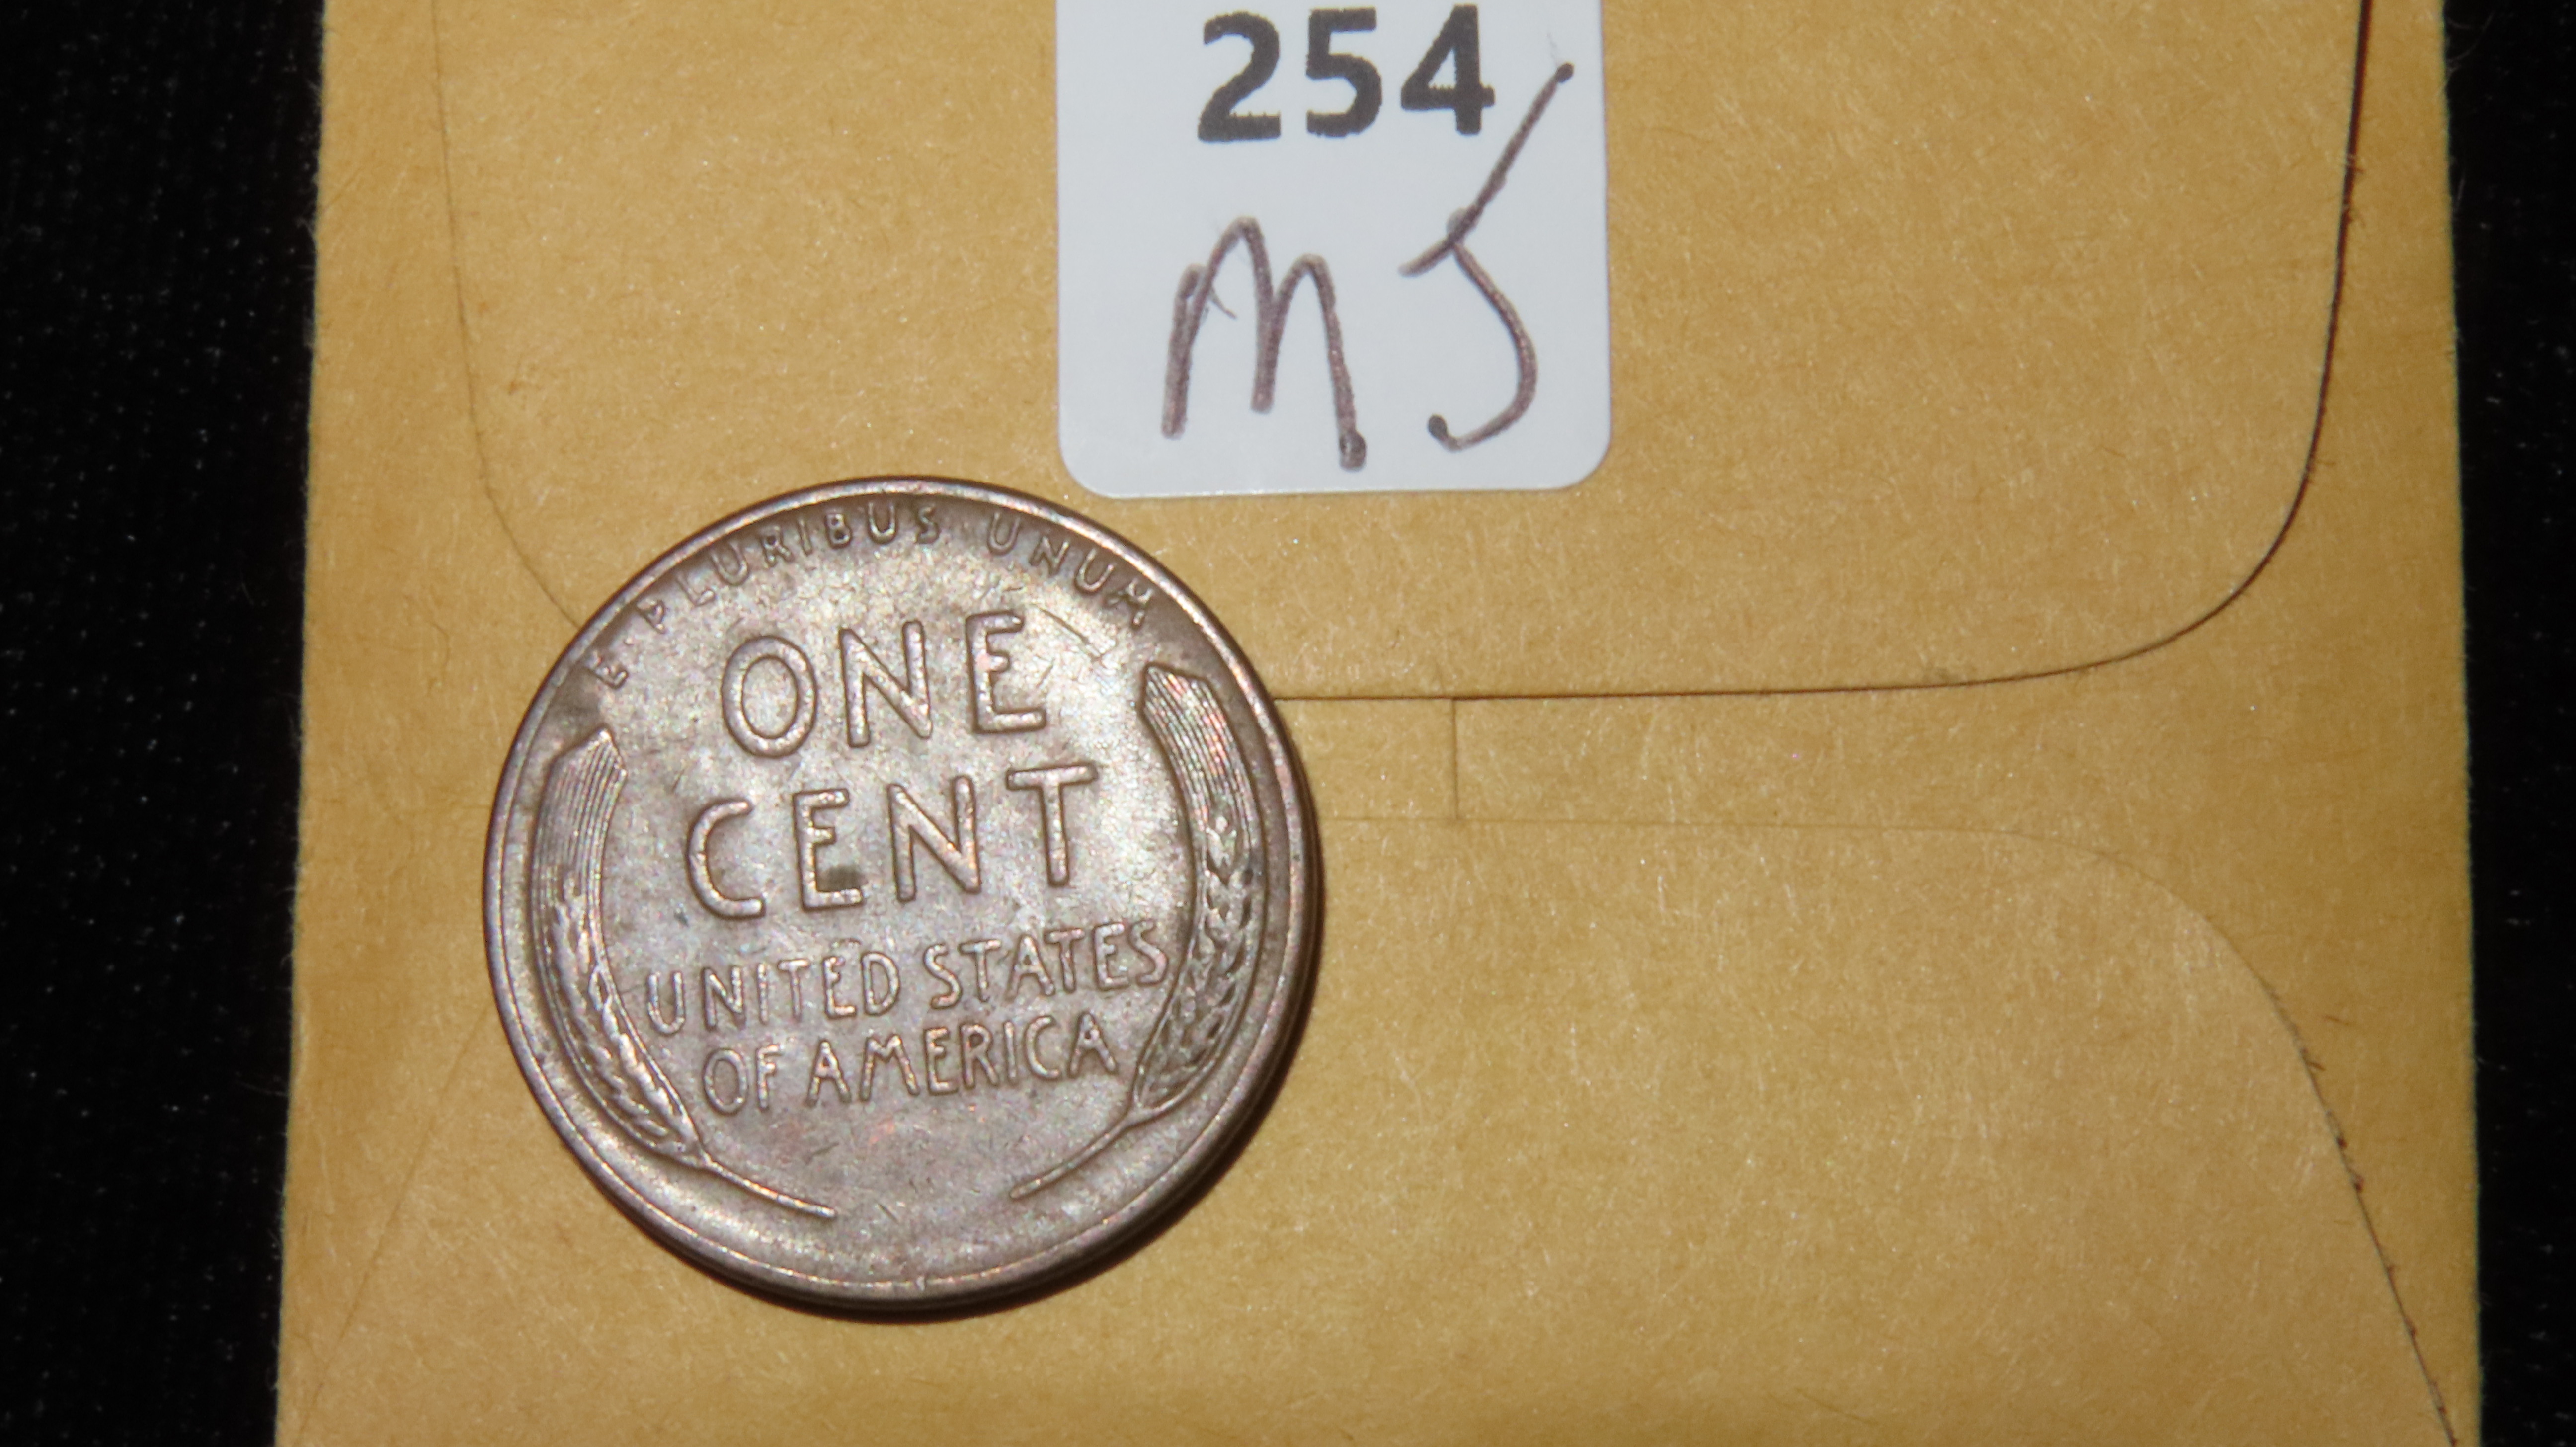 254
MJ
E·PLURIBUS·UNUM
ONE
CENT
UNITED STATES
OF AMERICA